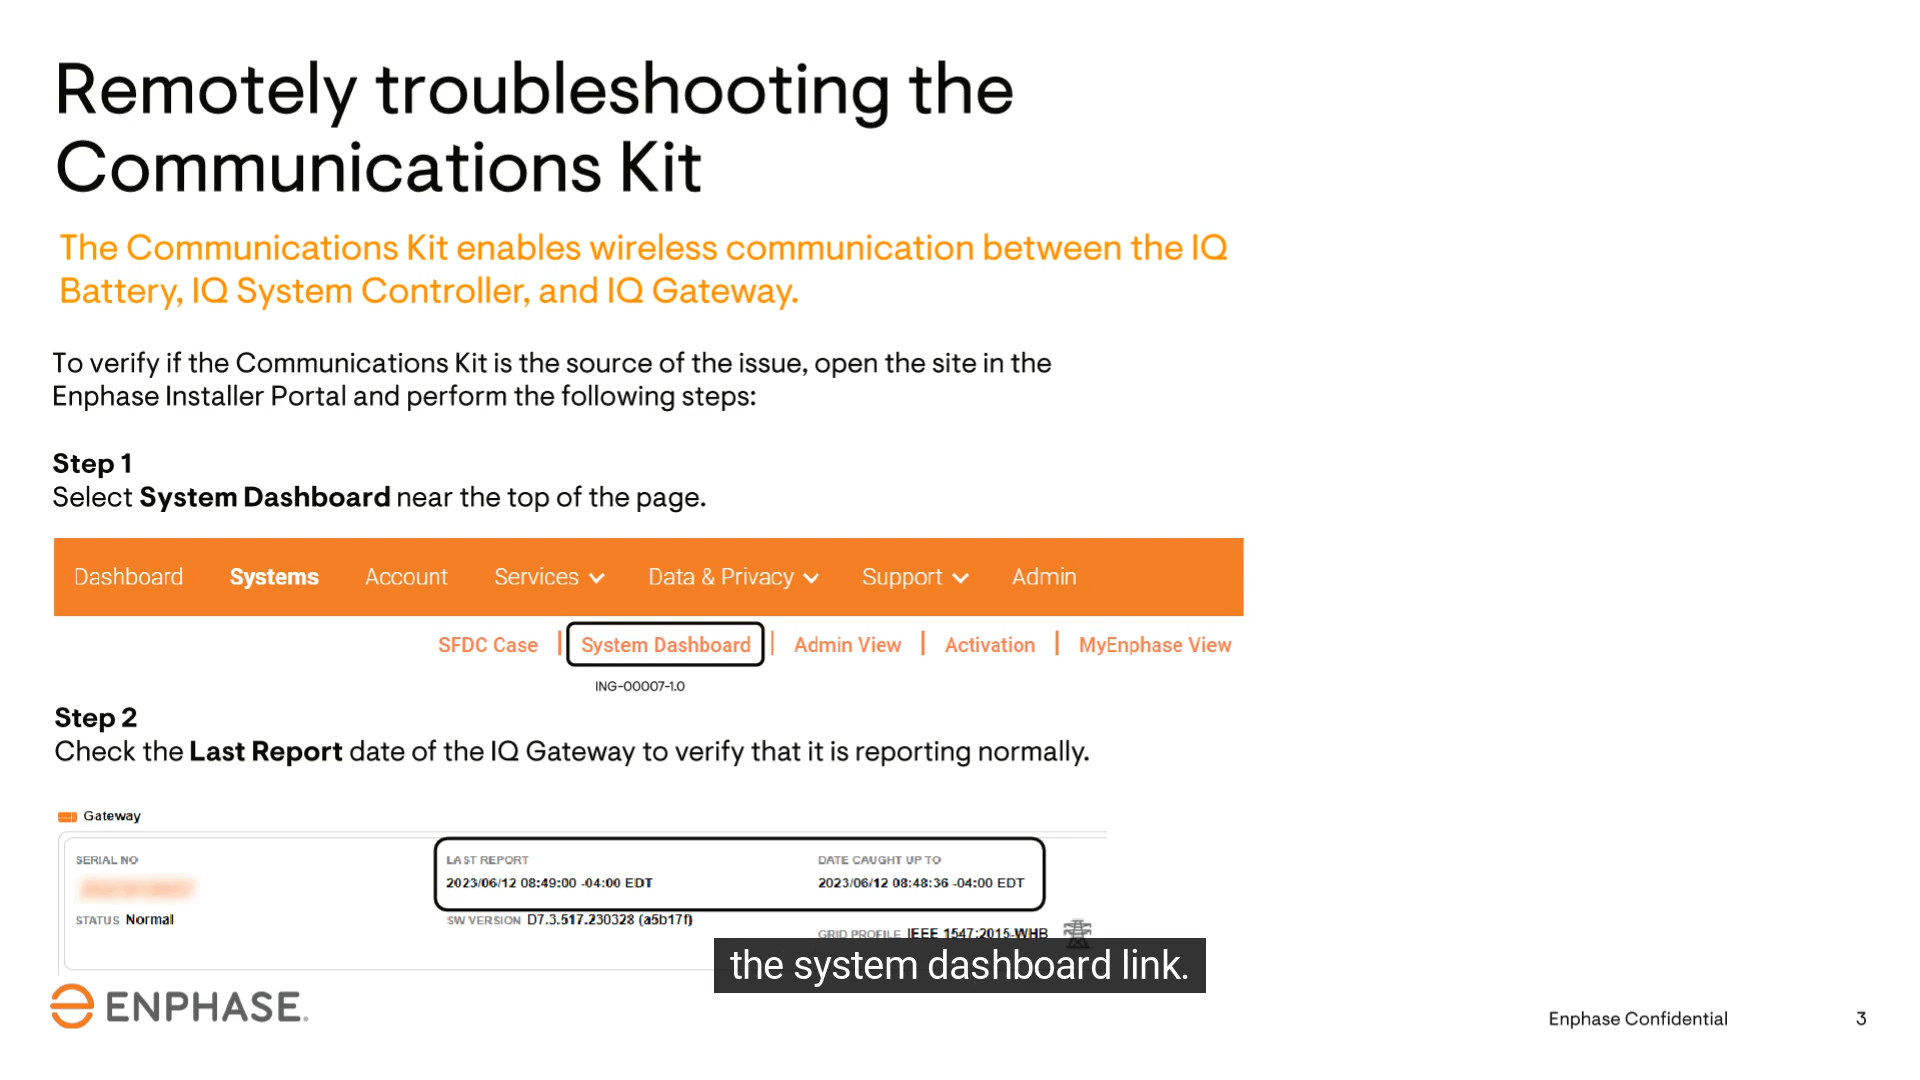 Remotely troubleshooting the
Communications Kit
The Communications Kit enables wireless communication between the IQ
Battery, IQ System Controller, and IQ Gateway.
To verify if the Communications Kit is the source of the issue, open the site in the
Enphase Installer Portal and perform the following steps:
Step 1
Select System Dashboard near the top of the page.
Dashboard Systems Account Services Data & Privacy Support Admin
SFDC Case | System Dashboard | Admin View | Activation | MyEnphase View
ING-00007-1.0
Step 2
Check the Last Report date of the IQ Gateway to verify that it is reporting normally.
Gateway
SERIAL NO LAST REPORT DATE CAUGHT UP TO
2023/06/12 08:49:00 -04:00 EDT 2023/06/12 08:48:36 -04:00 EDT
STATUS Normal SW VERSION D7.3.517.230328 (a5b17f)
GRID PROFILE IEEE 1547:2015-WHB
the system dashboard link.
ENPHASE.
Enphase Confidential 3